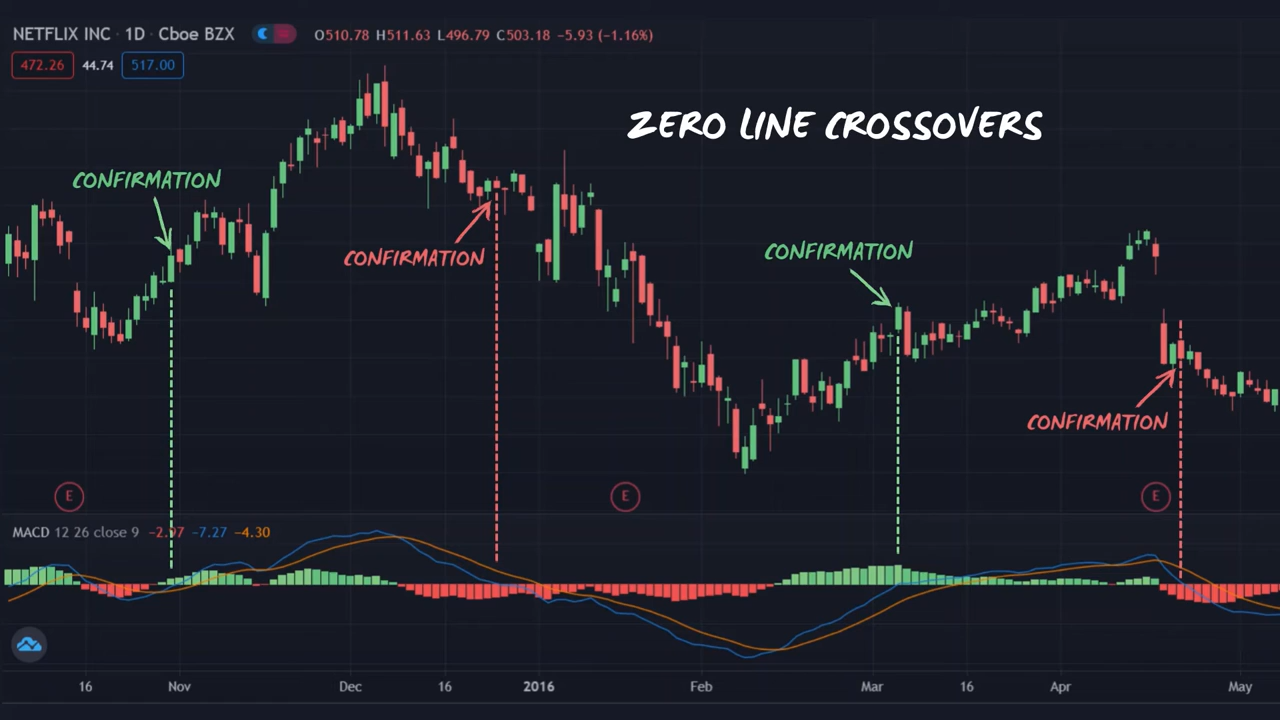 NETFLIX INC · 1D · Cboe BZX O510.78 H511.63 L496.79 C503.18 −5.93 (−1.16%)
472.26 44.74 517.00
ZERO LINE CROSSOVERS
CONFIRMATION
CONFIRMATION
CONFIRMATION
CONFIRMATION
E E E
MACD 12 26 close 9 −2.97 −7.27 −4.30
16 Nov Dec 16 2016 Feb Mar 16 Apr May